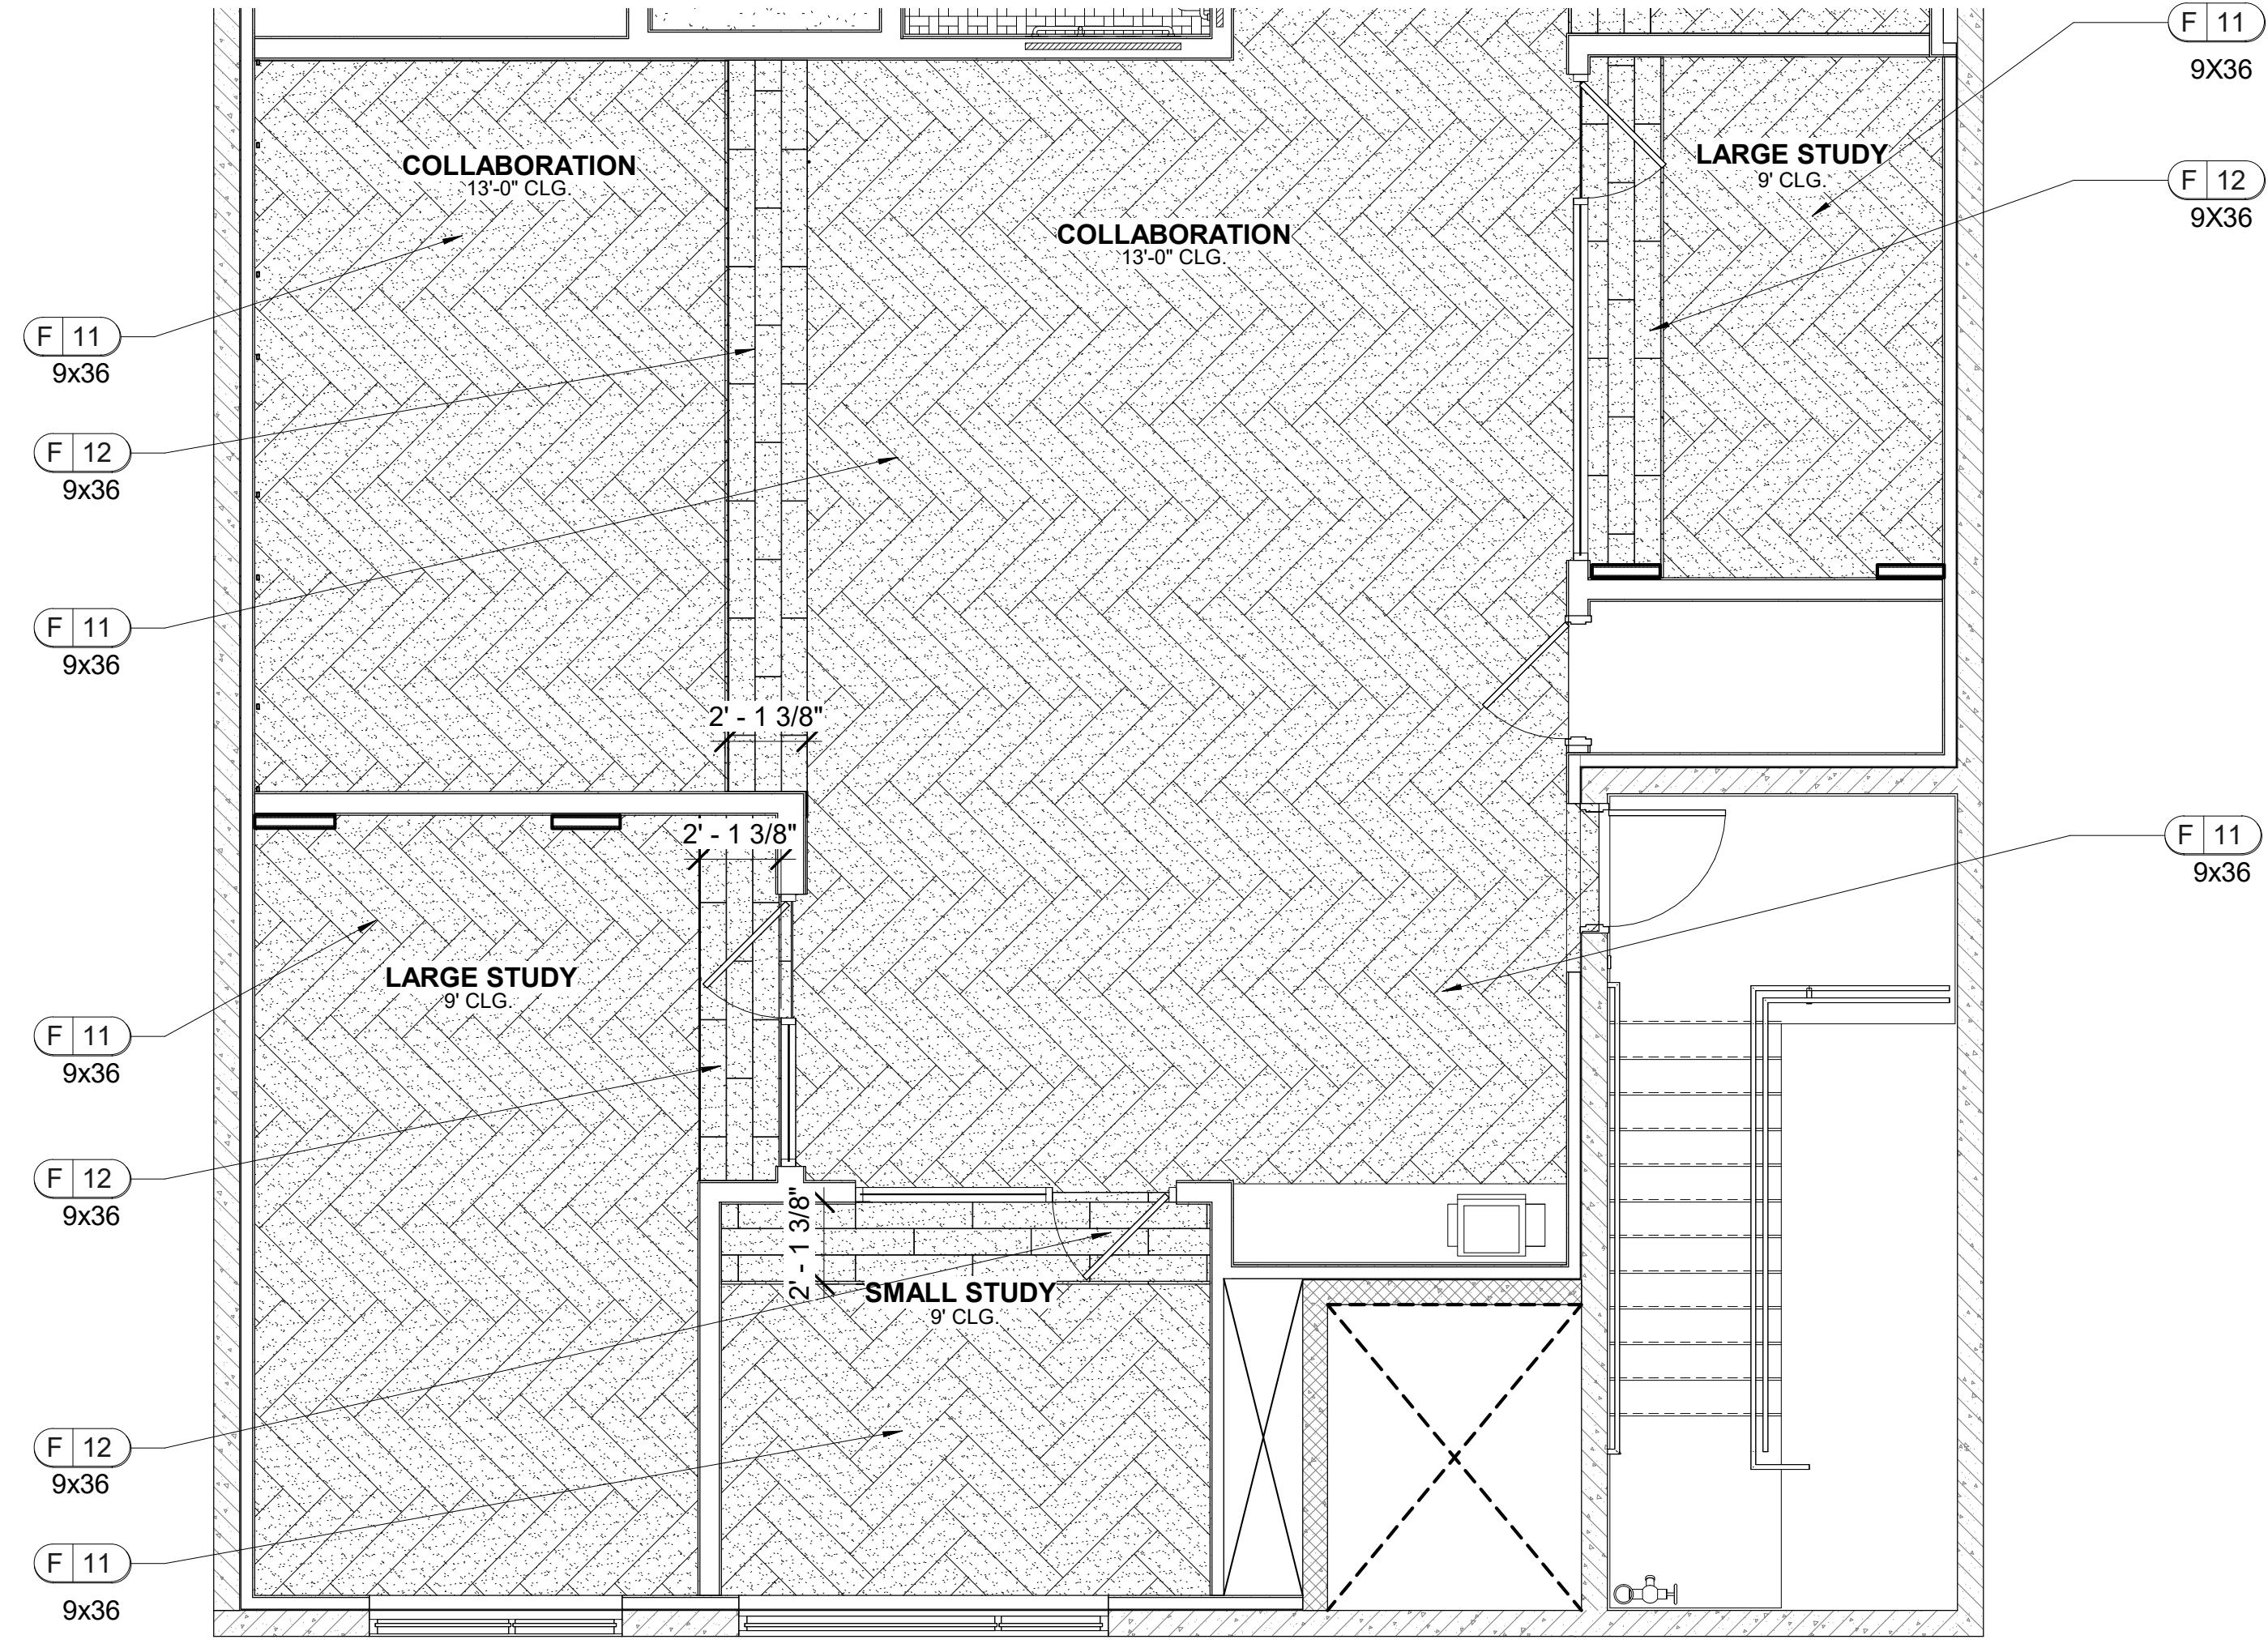 F 11
9X36
COLLABORATION
13'-0" CLG.
LARGE STUDY
9' CLG.
F 12
9X36
COLLABORATION
13'-0" CLG.
F 11
9x36
F 12
9x36
F 11
9x36
2' - 1 3/8"
2' - 1 3/8"
F 11
9x36
LARGE STUDY
9' CLG.
F 11
9x36
F 12
9x36
2' - 1 3/8"
SMALL STUDY
9' CLG.
F 12
9x36
F 11
9x36